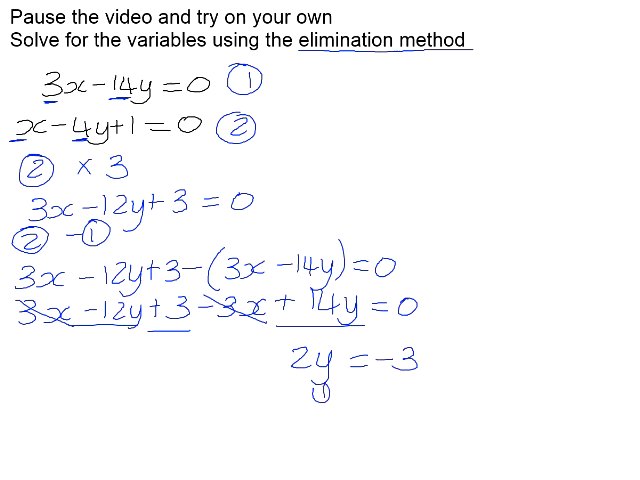 Pause the video and try on your own
Solve for the variables using the elimination method
3x - 14y = 0 ①
x - 4y + 1 = 0 ②
② × 3
3x - 12y + 3 = 0
② - ①
3x - 12y + 3 - (3x - 14y) = 0
3x - 12y + 3 - 3x + 14y = 0
2y = -3